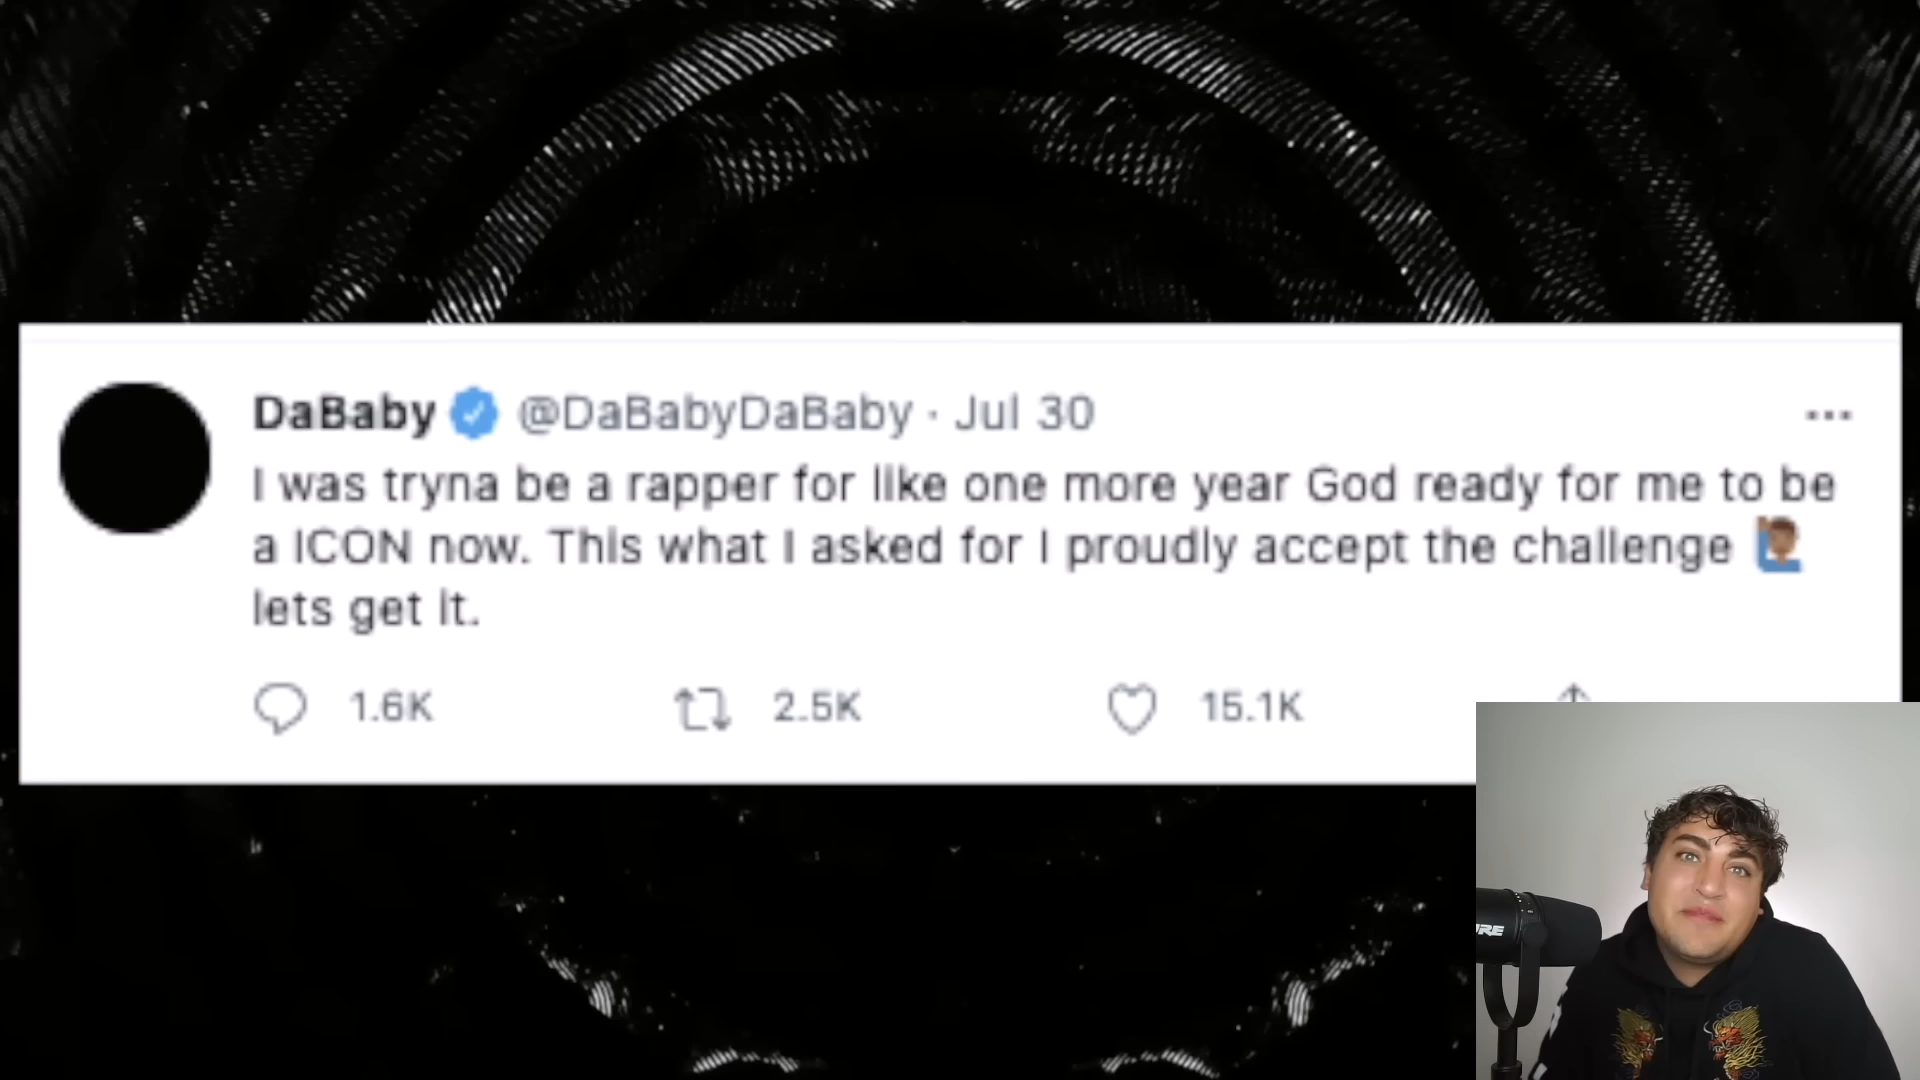 DaBaby @DaBabyDaBaby · Jul 30
I was tryna be a rapper for like one more year God ready for me to be
a ICON now. This what I asked for I proudly accept the challenge 🙋🏽‍♂️
lets get it.
1.6K 2.5K 15.1K
URE